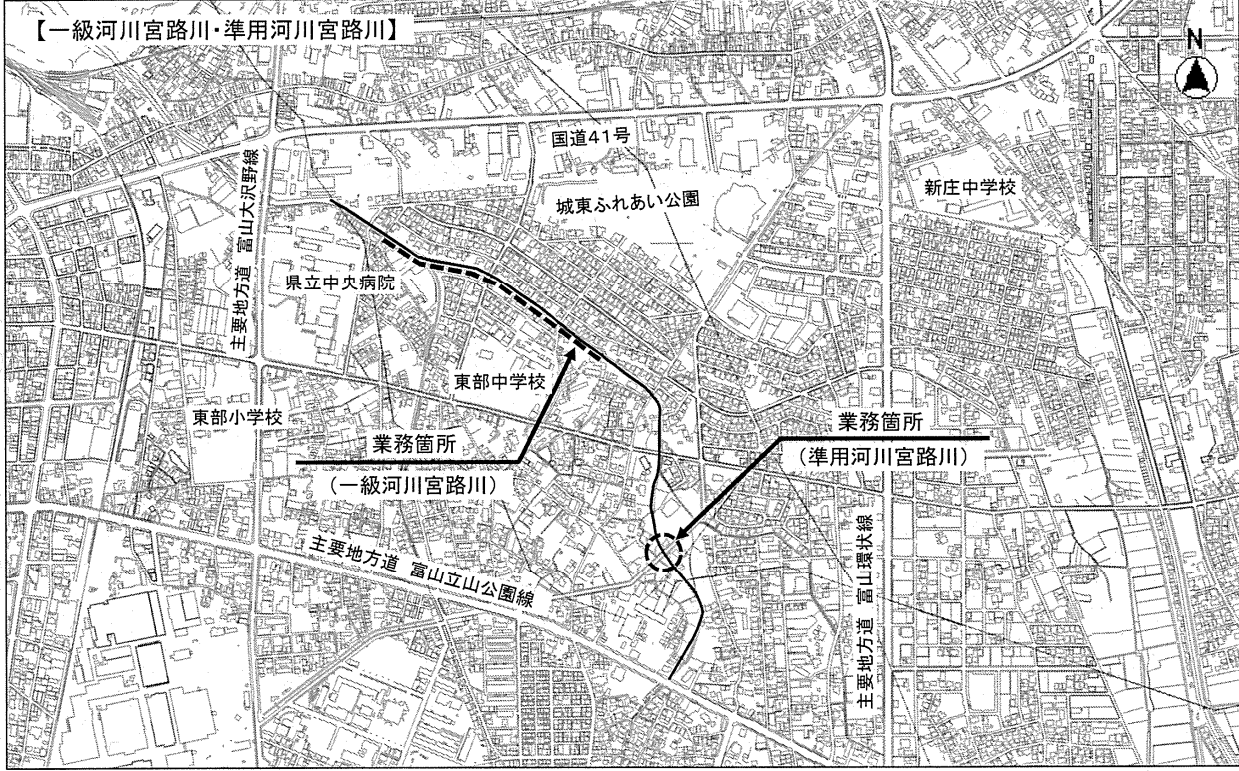 【一級河川宮路川・準用河川宮路川】
N
国道41号
主要地方道 富山大沢野線
城東ふれあい公園
新庄中学校
県立中央病院
東部中学校
東部小学校
業務箇所
（一級河川宮路川）
業務箇所
（準用河川宮路川）
主要地方道 富山立山公園線
主要地方道 富山環状線